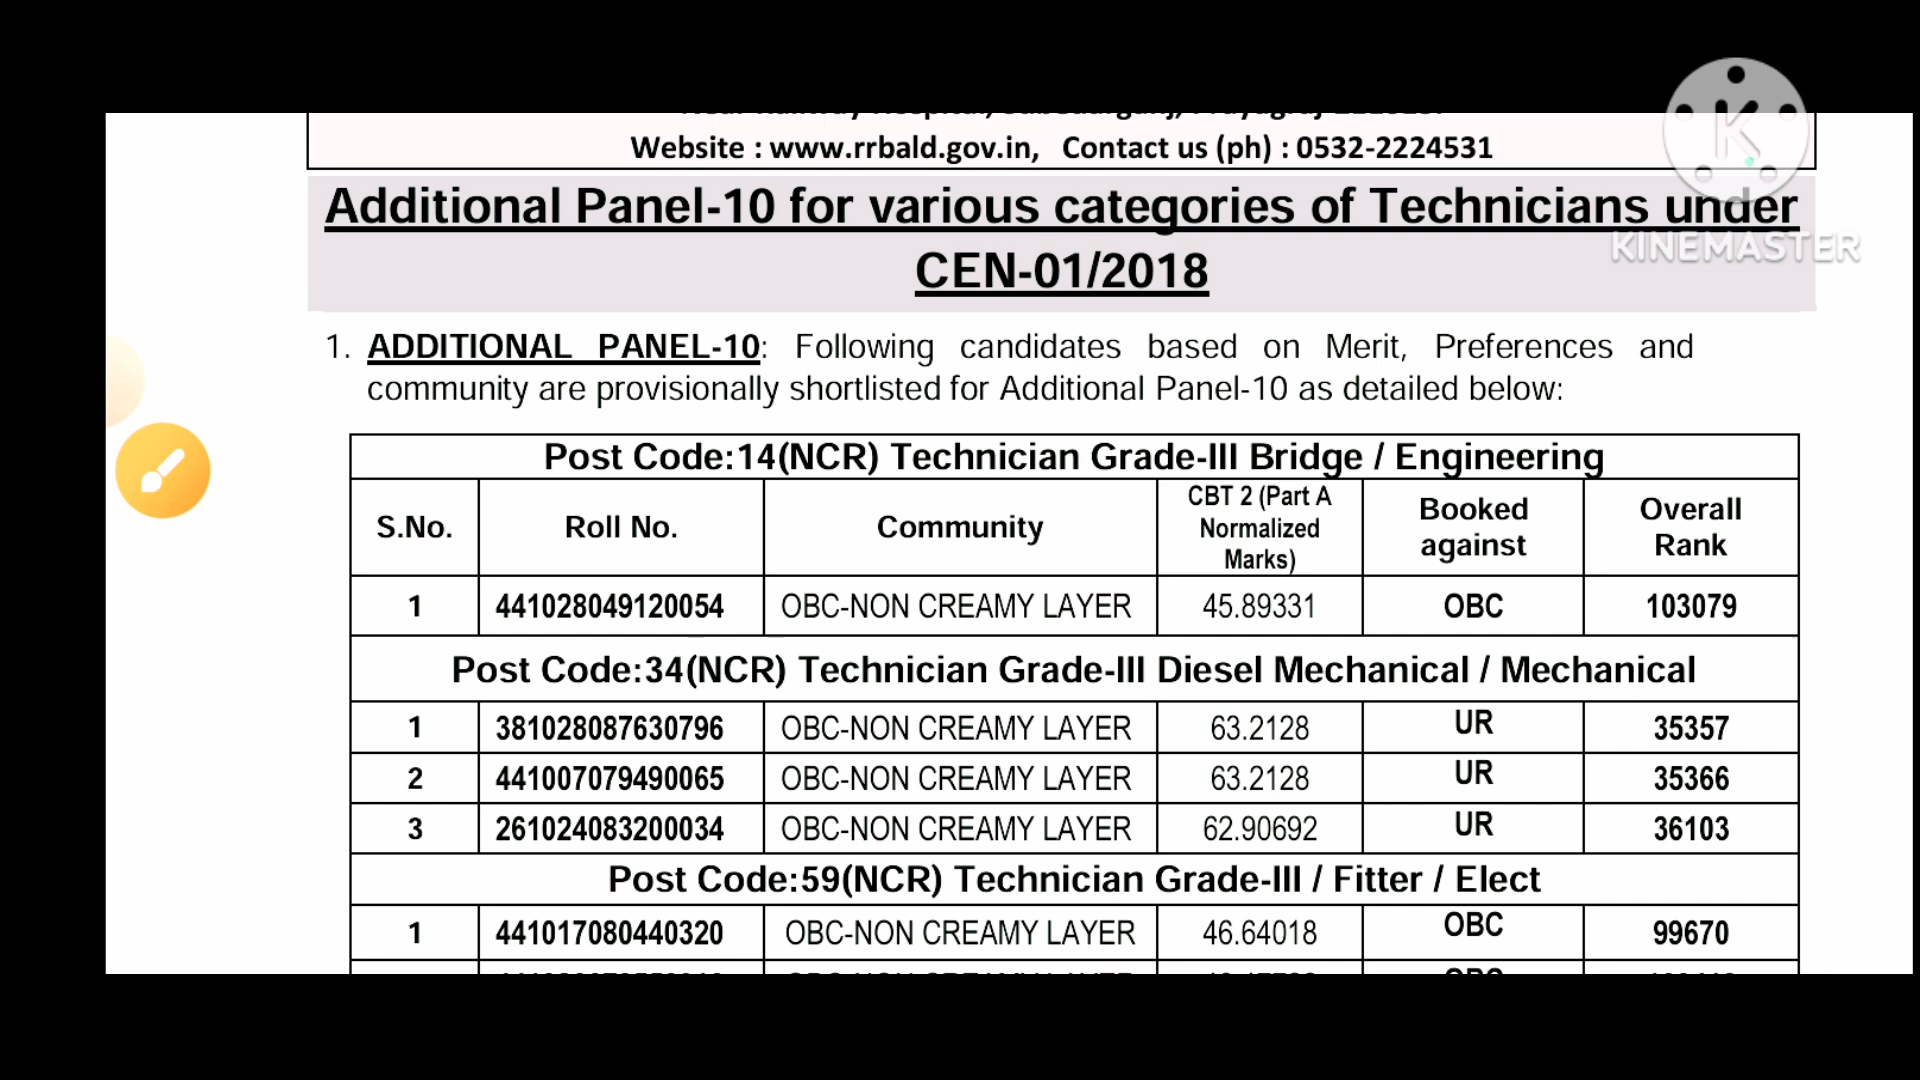 Website : www.rrbald.gov.in, Contact us (ph) : 0532-2224531
Additional Panel-10 for various categories of Technicians under
CEN-01/2018
KINEMASTER
1. ADDITIONAL PANEL-10: Following candidates based on Merit, Preferences and
community are provisionally shortlisted for Additional Panel-10 as detailed below:
Post Code:14(NCR) Technician Grade-III Bridge / Engineering
S.No. Roll No. Community CBT 2 (Part A Normalized Marks) Booked against Overall Rank
1 441028049120054 OBC-NON CREAMY LAYER 45.89331 OBC 103079
Post Code:34(NCR) Technician Grade-III Diesel Mechanical / Mechanical
1 381028087630796 OBC-NON CREAMY LAYER 63.2128 UR 35357
2 441007079490065 OBC-NON CREAMY LAYER 63.2128 UR 35366
3 261024083200034 OBC-NON CREAMY LAYER 62.90692 UR 36103
Post Code:59(NCR) Technician Grade-III / Fitter / Elect
1 441017080440320 OBC-NON CREAMY LAYER 46.64018 OBC 99670